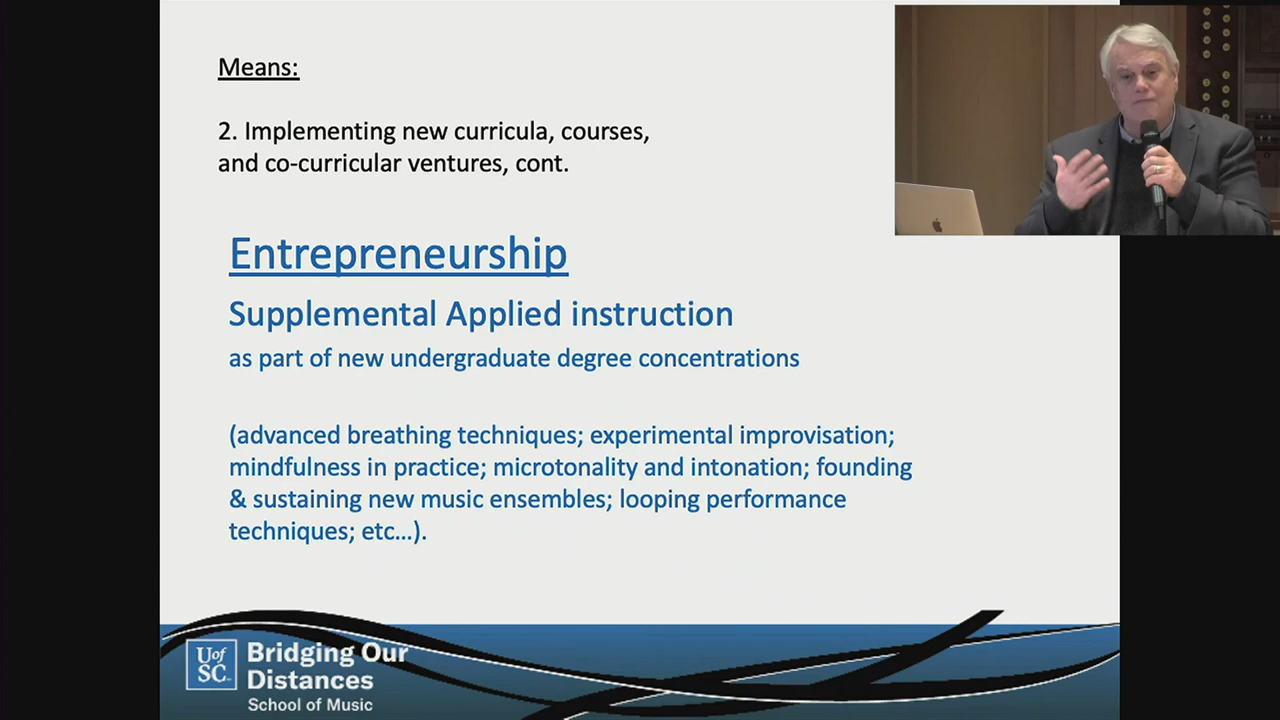 Means:
2. Implementing new curricula, courses,
and co-curricular ventures, cont.
Entrepreneurship
Supplemental Applied instruction
as part of new undergraduate degree concentrations
(advanced breathing techniques; experimental improvisation;
mindfulness in practice; microtonality and intonation; founding
& sustaining new music ensembles; looping performance
techniques; etc...).
UofSC
Bridging Our
Distances
School of Music